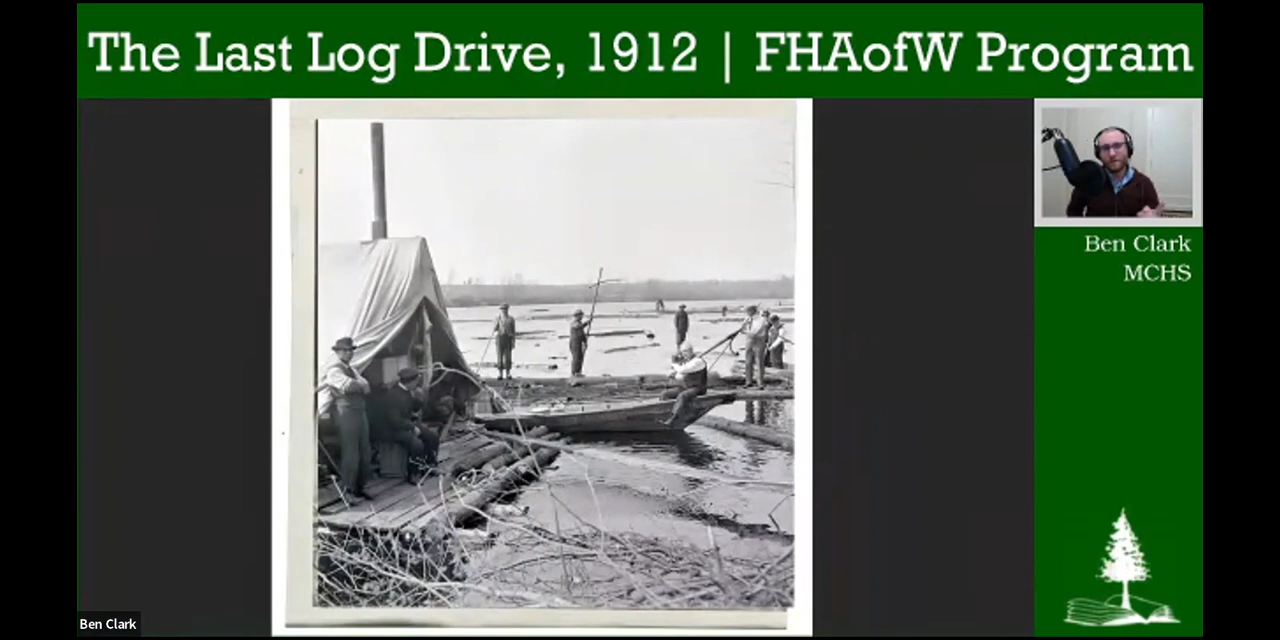 The Last Log Drive, 1912 | FHAofW Program
Ben Clark
MCHS
Ben Clark